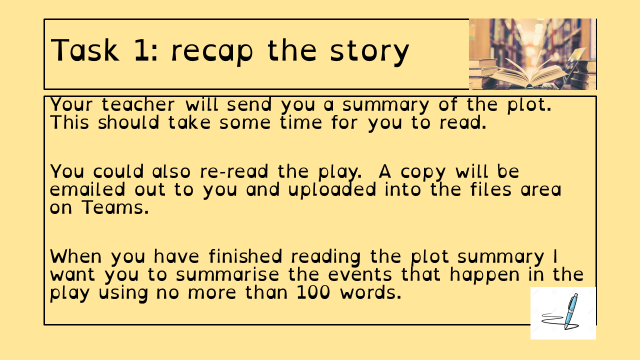 Task 1: recap the story
Your teacher will send you a summary of the plot.
This should take some time for you to read.
You could also re-read the play.  A copy will be
emailed out to you and uploaded into the files area
on Teams.
When you have finished reading the plot summary I
want you to summarise the events that happen in the
play using no more than 100 words.